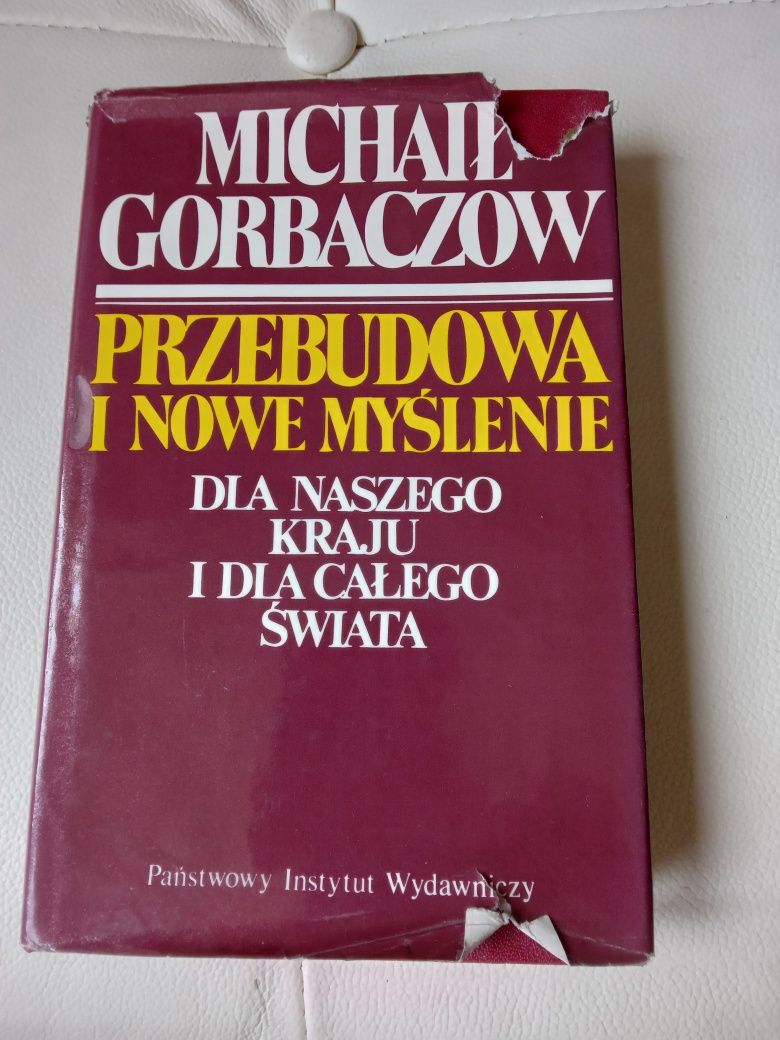 MICHAIŁ
GORBACZOW
PRZEBUDOWA
I NOWE MYŚLENIE
DLA NASZEGO
KRAJU
I DLA CAŁEGO
ŚWIATA
Państwowy Instytut Wydawniczy